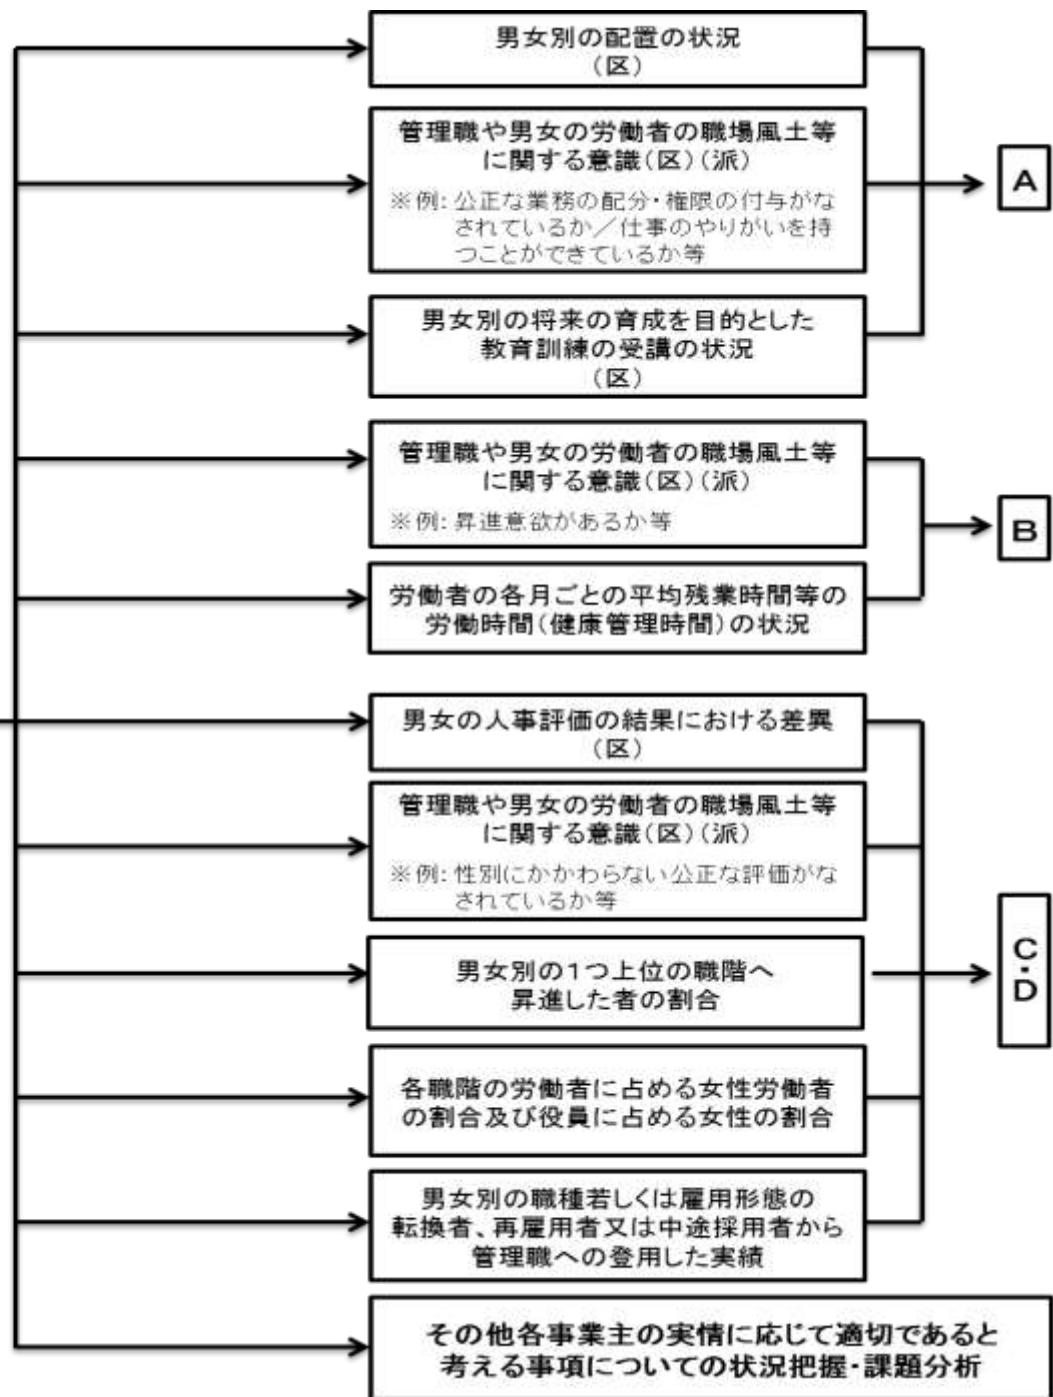 男女別の配置の状況
(区)
管理職や男女の労働者の職場風土等
に関する意識(区)(派)
※例: 公正な業務の配分・権限の付与がな
されているか／仕事のやりがいを持
つことができているか等
男女別の将来の育成を目的とした
教育訓練の受講の状況
(区)
A
管理職や男女の労働者の職場風土等
に関する意識(区)(派)
※例: 昇進意欲があるか等
労働者の各月ごとの平均残業時間等の
労働時間(健康管理時間)の状況
B
男女の人事評価の結果における差異
(区)
管理職や男女の労働者の職場風土等
に関する意識(区)(派)
※例: 性別にかかわらない公正な評価がな
されているか等
男女別の１つ上位の職階へ
昇進した者の割合
各職階の労働者に占める女性労働者
の割合及び役員に占める女性の割合
男女別の職種若しくは雇用形態の
転換者、再雇用者又は中途採用者から
管理職への登用した実績
C・D
その他各事業主の実情に応じて適切であると
考える事項についての状況把握・課題分析